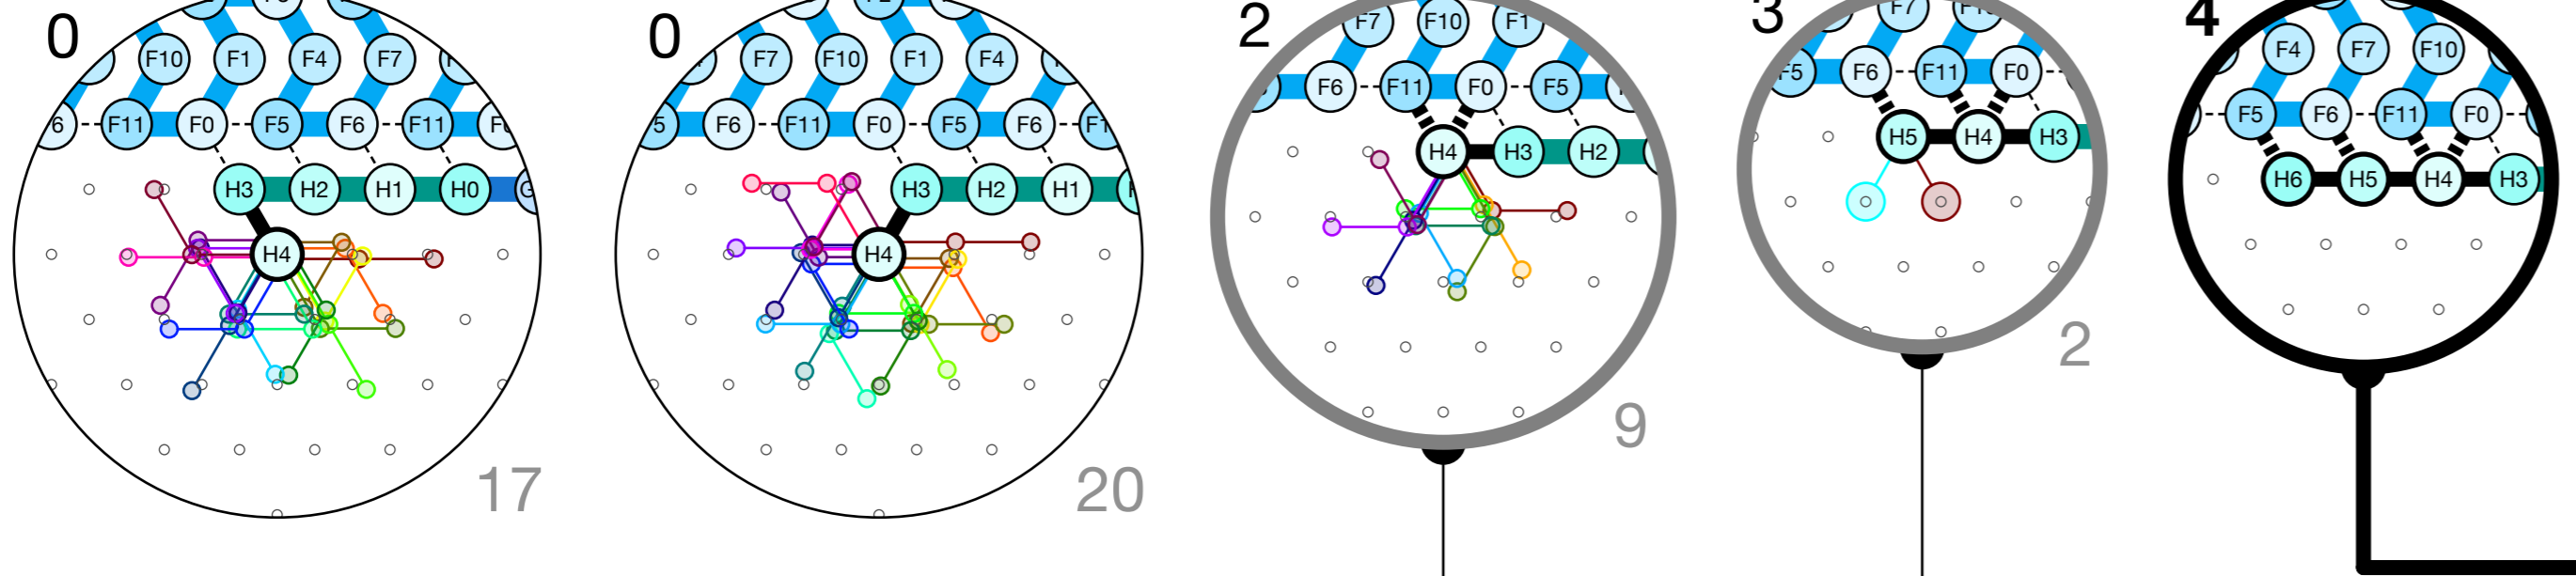 0
F10 F1 F4 F7
F11 F0 F5 F6 F11
H3 H2 H1 H0
H4
17
0
F7 F10 F1 F4
F6 F11 F0 F5 F6
H3 H2 H1
H4
20
2
F7 F10 F1
F6 F11 F0 F5
H4 H3 H2
9
3
F7
F5 F6 F11 F0
H5 H4 H3
2
4
F4 F7 F10
F5 F6 F11 F0
H6 H5 H4 H3